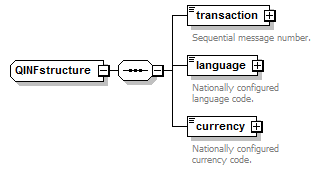 transaction
Sequential message number.
QINFstructure
language
Nationally configured
language code.
currency
Nationally configured
currency code.